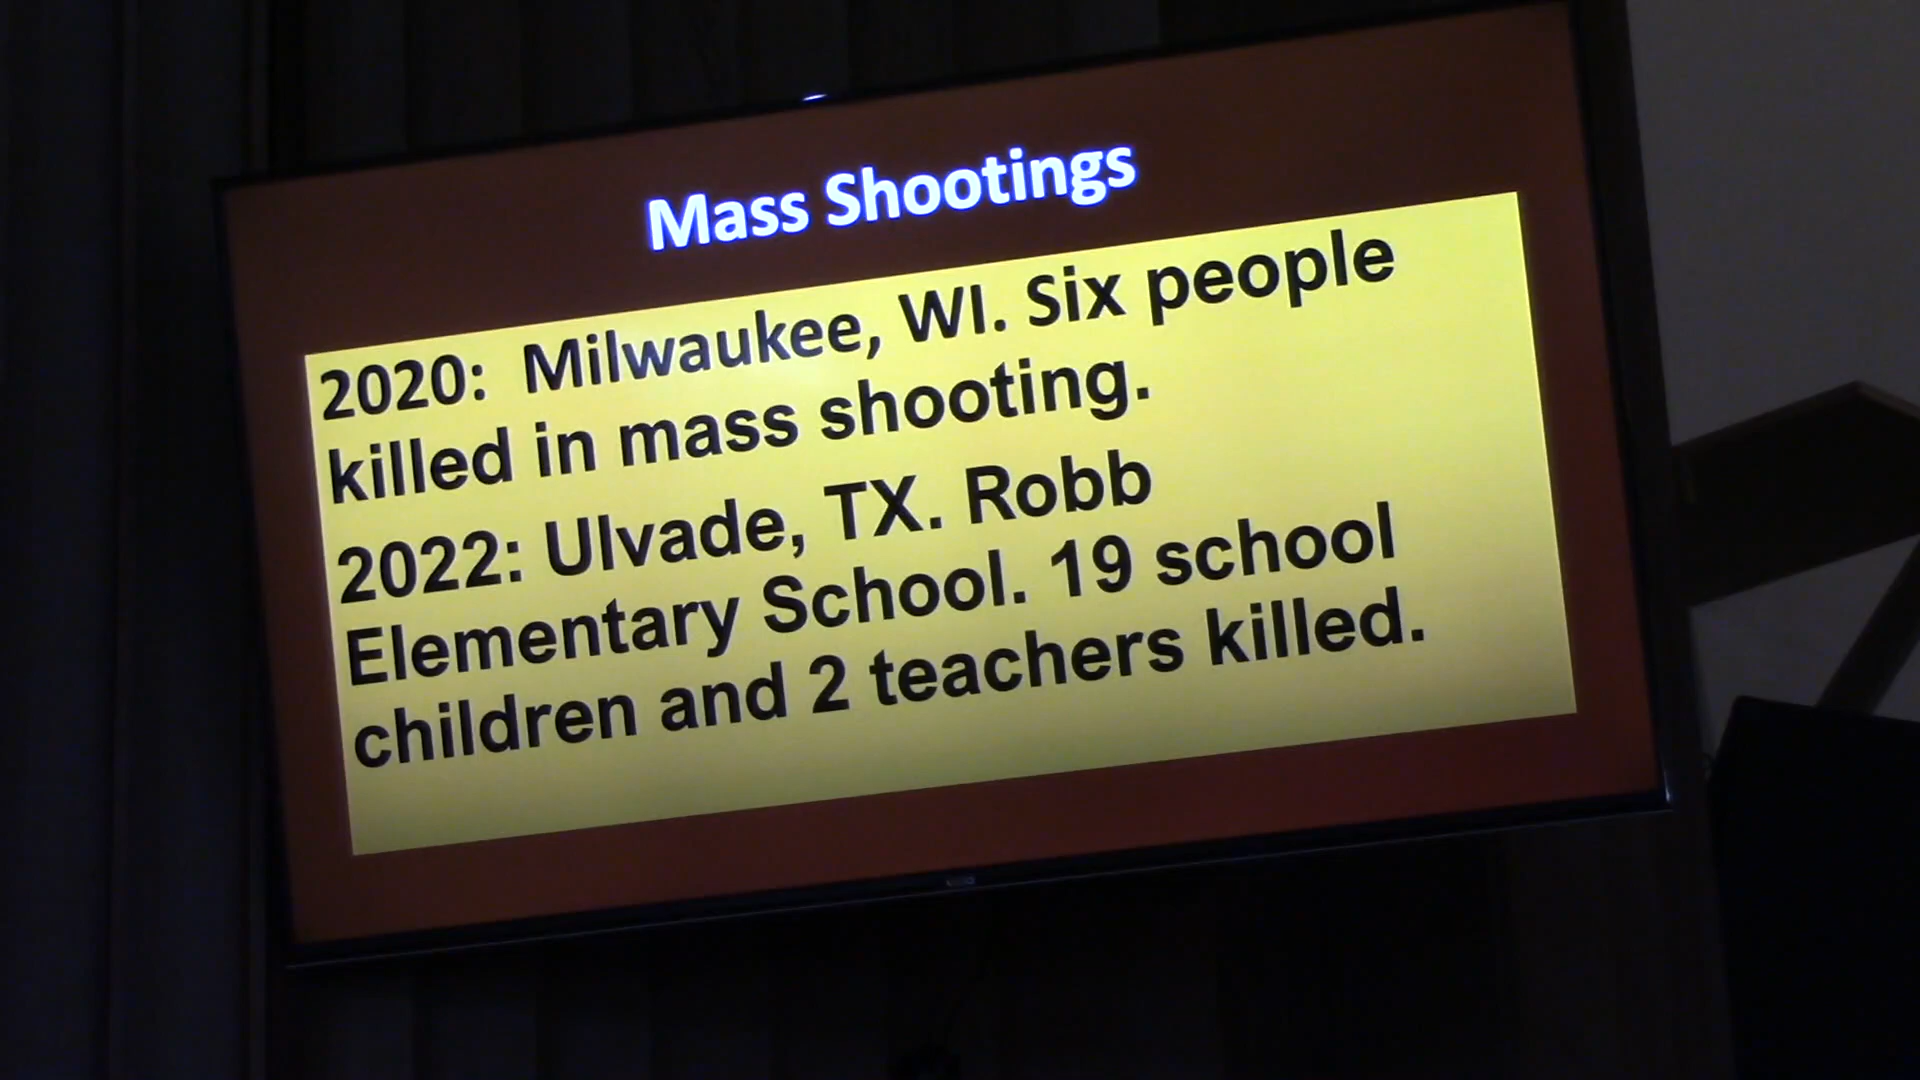 Mass Shootings
2020: Milwaukee, WI. Six people
killed in mass shooting.
2022: Ulvade, TX. Robb
Elementary School. 19 school
children and 2 teachers killed.